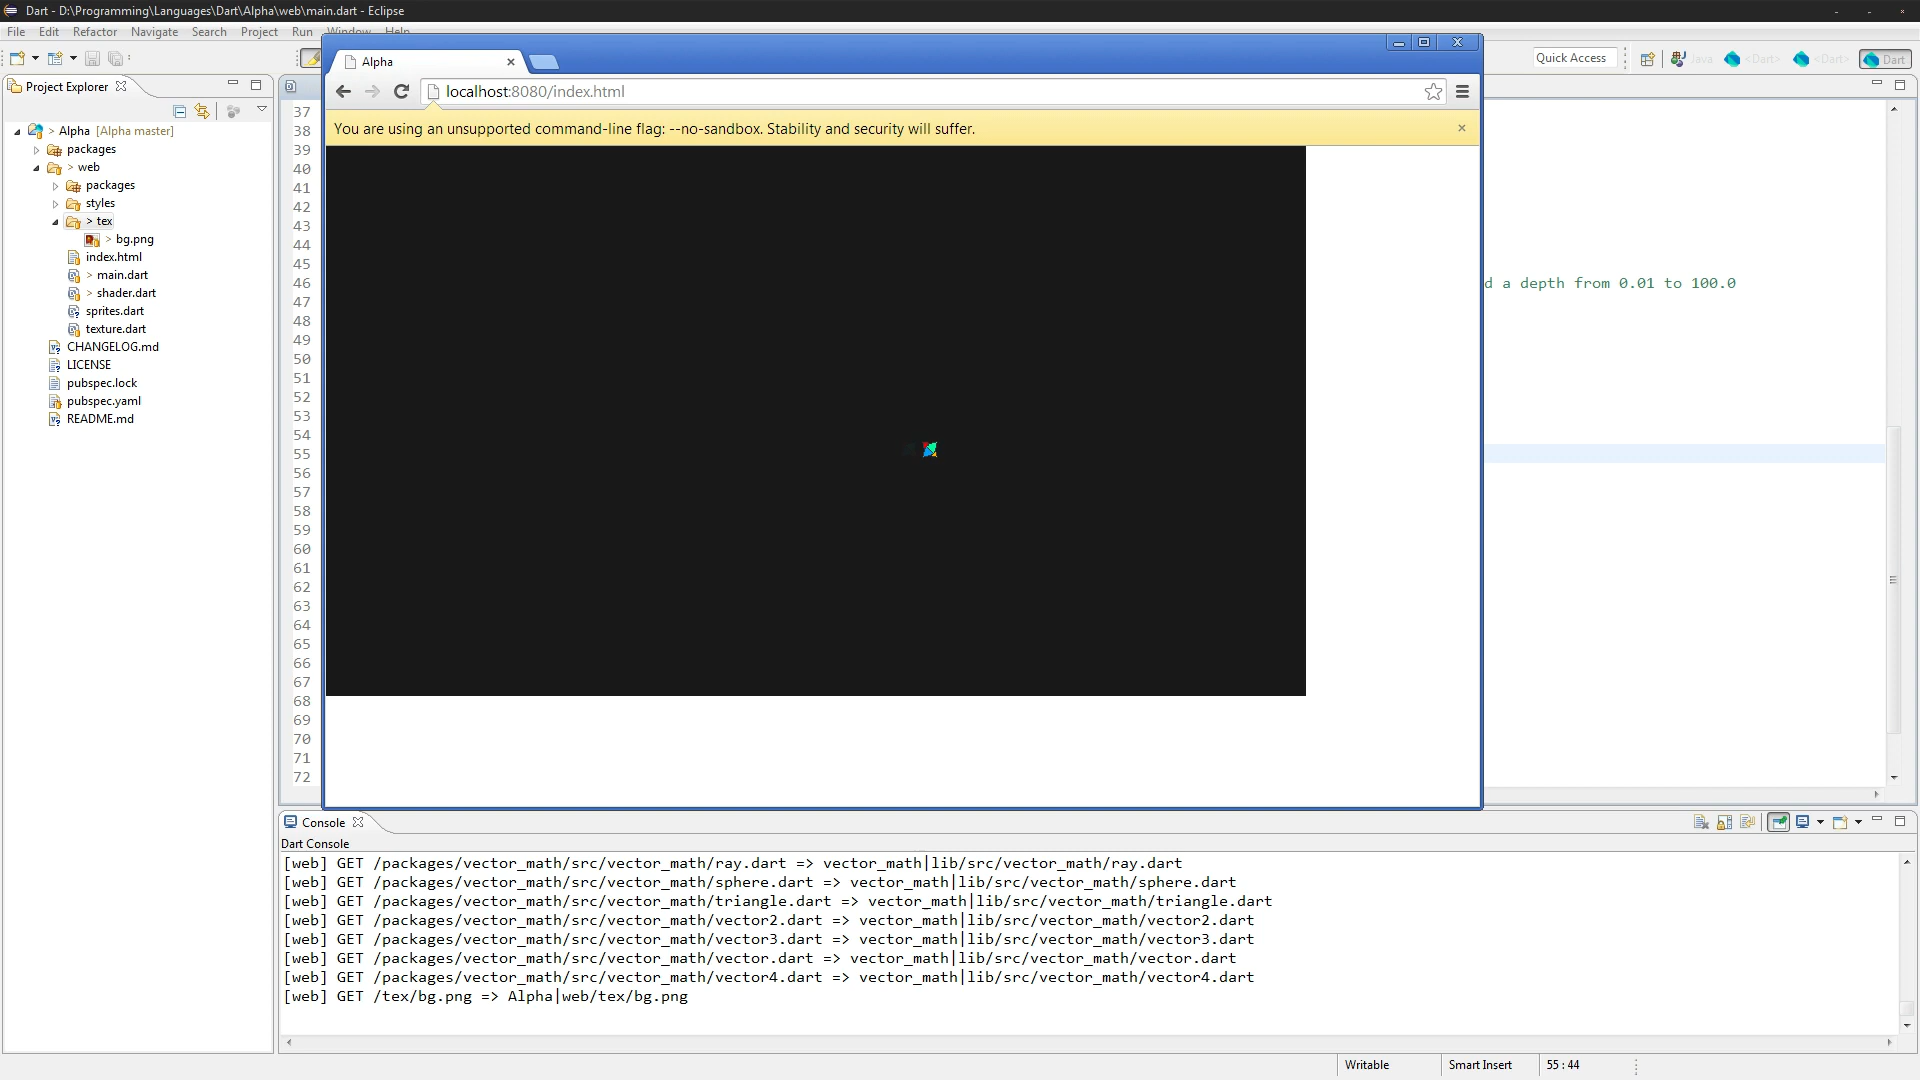 Dart - D:\Programming\Languages\Dart\Alpha\web\main.dart - Eclipse
File Edit Refactor Navigate Search Project Run Window Help
Quick Access
Java
<Dart>
<Dart>
Dart
Project Explorer
> Alpha [Alpha master]
packages
> web
packages
styles
> tex
> bg.png
index.html
> main.dart
> shader.dart
sprites.dart
texture.dart
CHANGELOG.md
LICENSE
pubspec.lock
pubspec.yaml
README.md
37
38
39
40
41
42
43
44
45
46
47
48
49
50
51
52
53
54
55
56
57
58
59
60
61
62
63
64
65
66
67
68
69
70
71
72
Alpha
localhost:8080/index.html
You are using an unsupported command-line flag: --no-sandbox. Stability and security will suffer.
d a depth from 0.01 to 100.0
Console
Dart Console
[web] GET /packages/vector_math/src/vector_math/ray.dart => vector_math|lib/src/vector_math/ray.dart
[web] GET /packages/vector_math/src/vector_math/sphere.dart => vector_math|lib/src/vector_math/sphere.dart
[web] GET /packages/vector_math/src/vector_math/triangle.dart => vector_math|lib/src/vector_math/triangle.dart
[web] GET /packages/vector_math/src/vector_math/vector2.dart => vector_math|lib/src/vector_math/vector2.dart
[web] GET /packages/vector_math/src/vector_math/vector3.dart => vector_math|lib/src/vector_math/vector3.dart
[web] GET /packages/vector_math/src/vector_math/vector.dart => vector_math|lib/src/vector_math/vector.dart
[web] GET /packages/vector_math/src/vector_math/vector4.dart => vector_math|lib/src/vector_math/vector4.dart
[web] GET /tex/bg.png => Alpha|web/tex/bg.png
Writable
Smart Insert
55 : 44